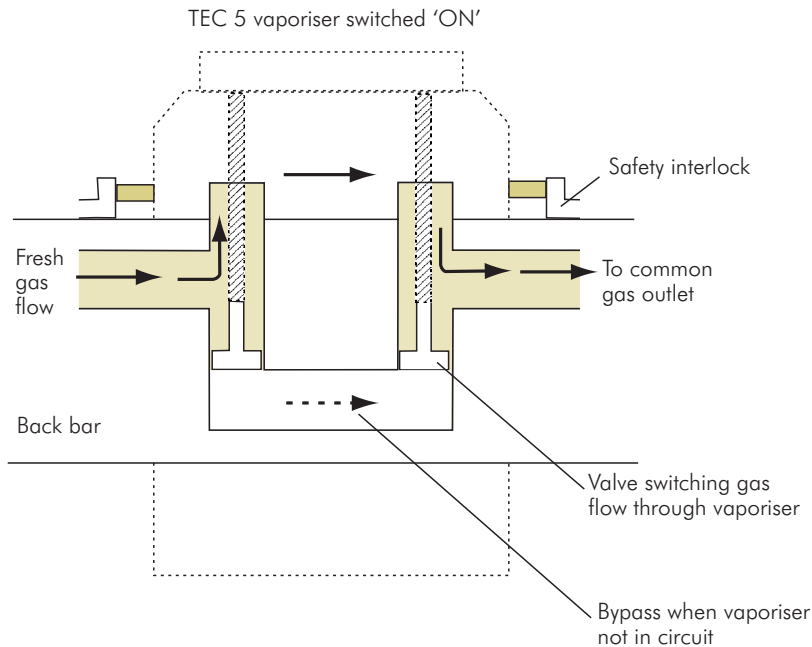 TEC 5 vaporiser switched ‘ON’
Safety interlock
Fresh
gas
flow
To common
gas outlet
Back bar
Valve switching gas
flow through vaporiser
Bypass when vaporiser
not in circuit